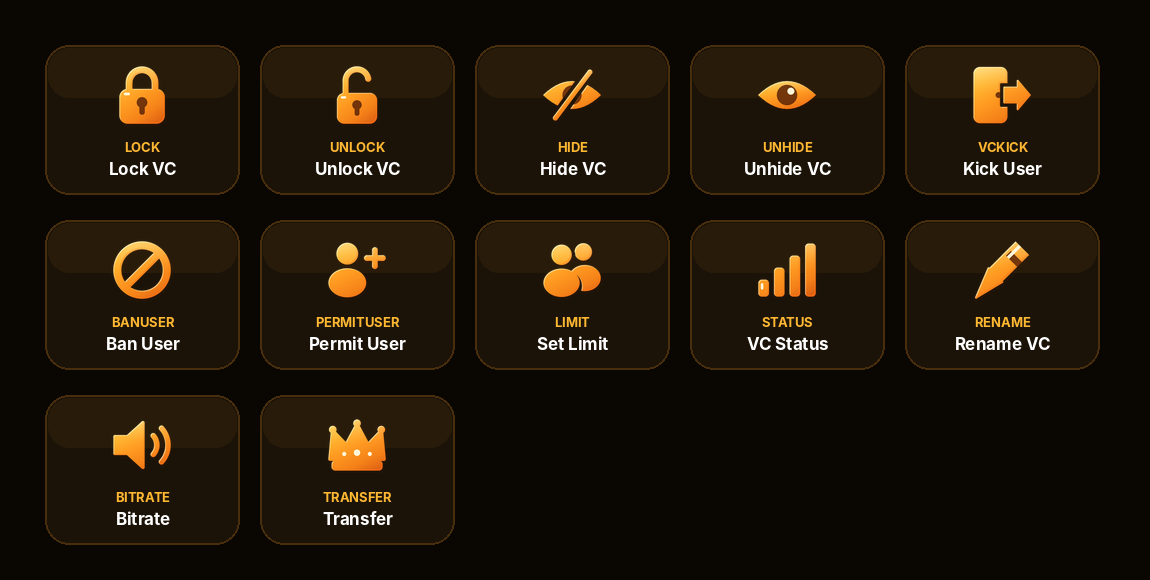 LOCK
Lock VC
UNLOCK
Unlock VC
HIDE
Hide VC
UNHIDE
Unhide VC
VCKICK
Kick User
BANUSER
Ban User
PERMITUSER
Permit User
LIMIT
Set Limit
STATUS
VC Status
RENAME
Rename VC
BITRATE
Bitrate
TRANSFER
Transfer